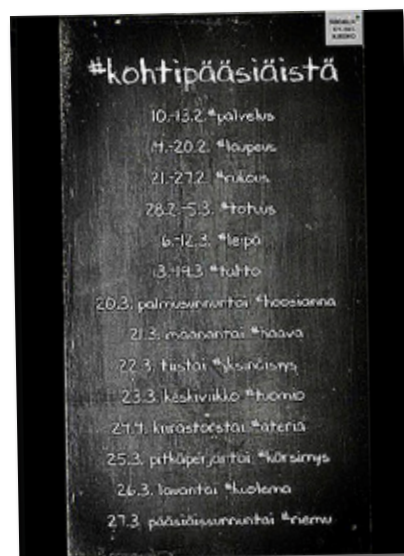 #kohtipääsiäistä
10.-13.2. #palvelus
14.-20.2. #laupeus
21.-27.2. #rukous
28.2.-5.3. #totuus
6.-12.3. #leipä
13.-19.3 #tahto
20.3. palmusunnuntai #hoosianna
21.3. maanantai #haava
22.3. tiistai #yksinäisyys
23.3. keskiviikko #tuomio
24.4. kiirastorstai #ateria
25.3. pitkäperjantai #kärsimys
26.3. lauantai #kuolema
27.3. pääsiäissunnuntai #riemu